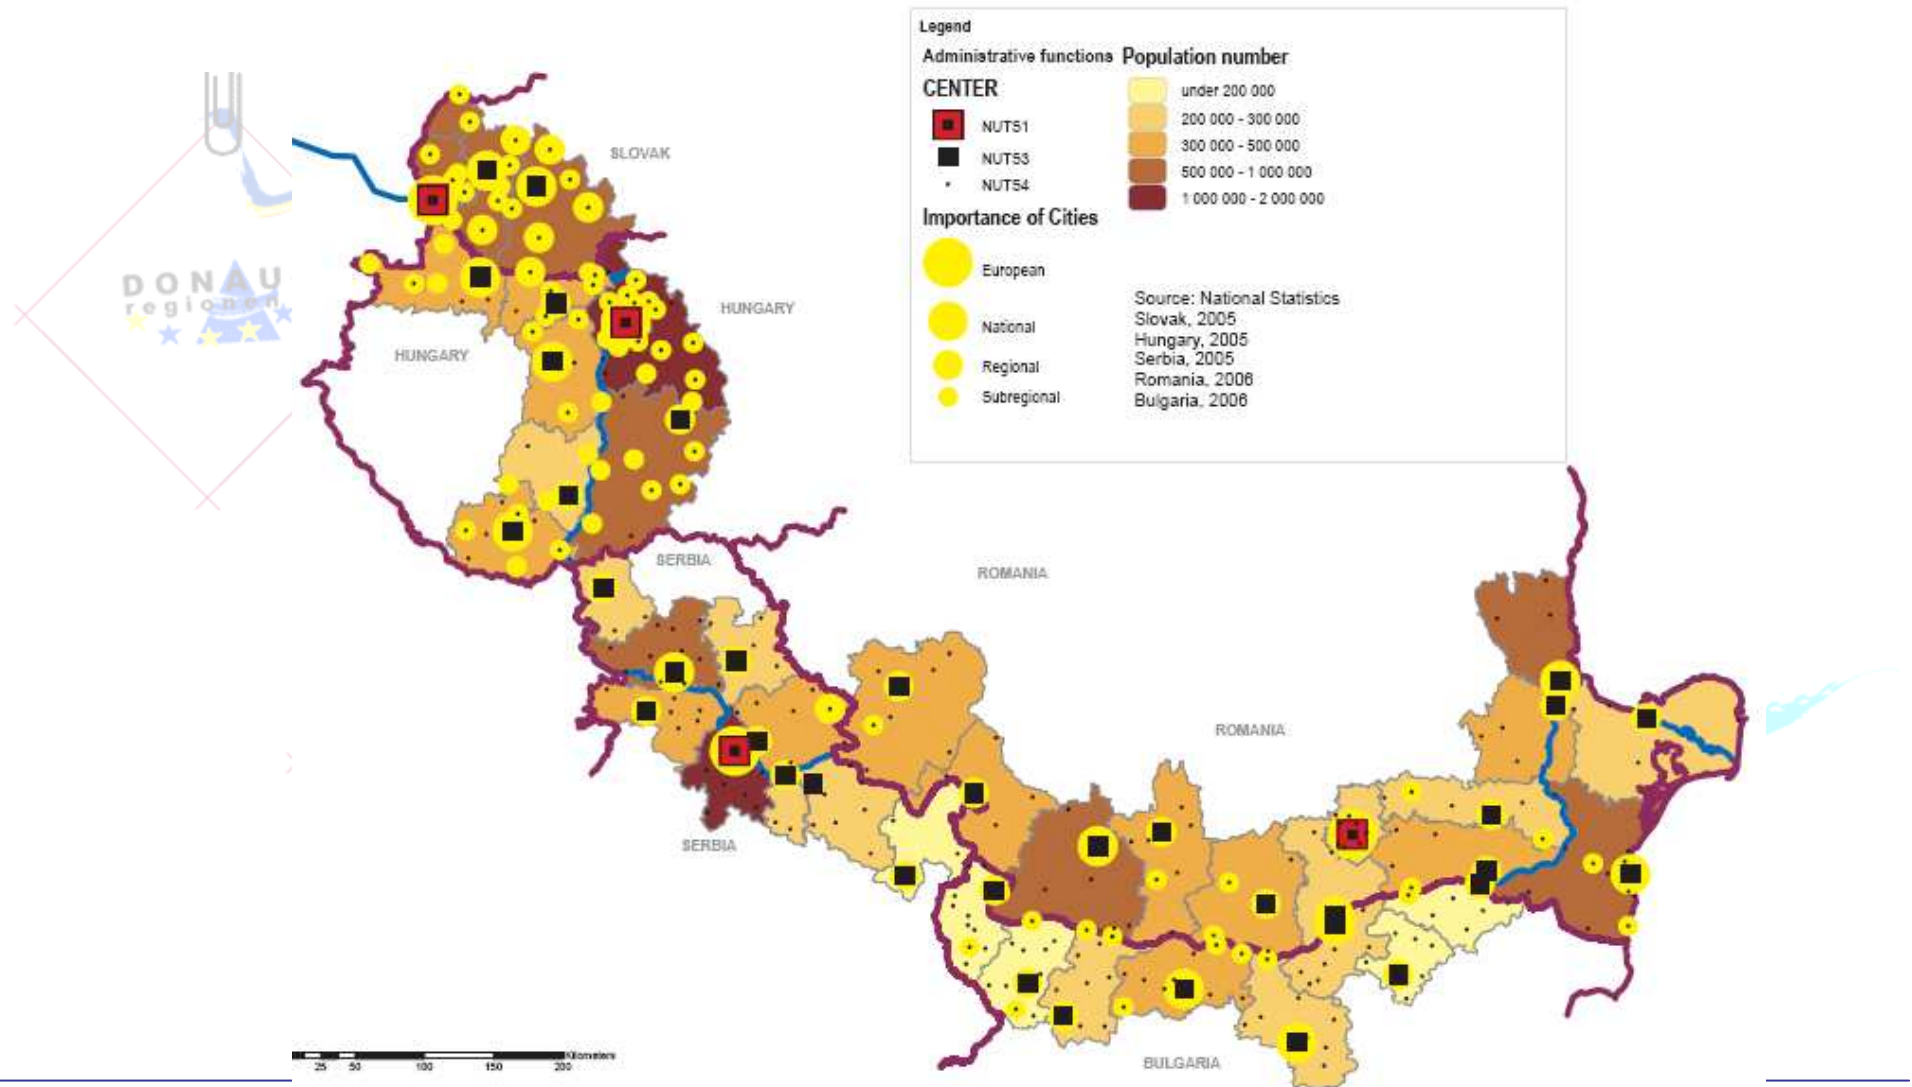 Legend
Administrative functions
CENTER
NUTS1
NUTS3
NUTS4
Importance of Cities
European
National
Regional
Subregional
Population number
under 200 000
200 000 - 300 000
300 000 - 500 000
500 000 - 1 000 000
1 000 000 - 2 000 000
Source: National Statistics
Slovak, 2005
Hungary, 2005
Serbia, 2005
Romania, 2006
Bulgaria, 2006
DONAU
regionen
SLOVAK
HUNGARY
HUNGARY
SERBIA
ROMANIA
ROMANIA
SERBIA
BULGARIA
25 50 100 150 200
Kilometers